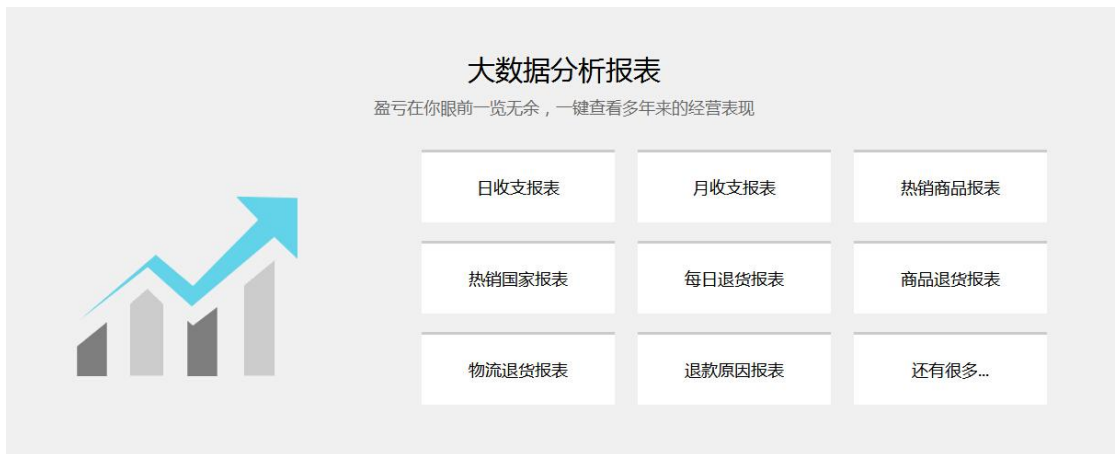 大数据分析报表
盈亏在你眼前一览无余，一键查看多年来的经营表现
日收支报表
月收支报表
热销商品报表
热销国家报表
每日退货报表
商品退货报表
物流退货报表
退款原因报表
还有很多...